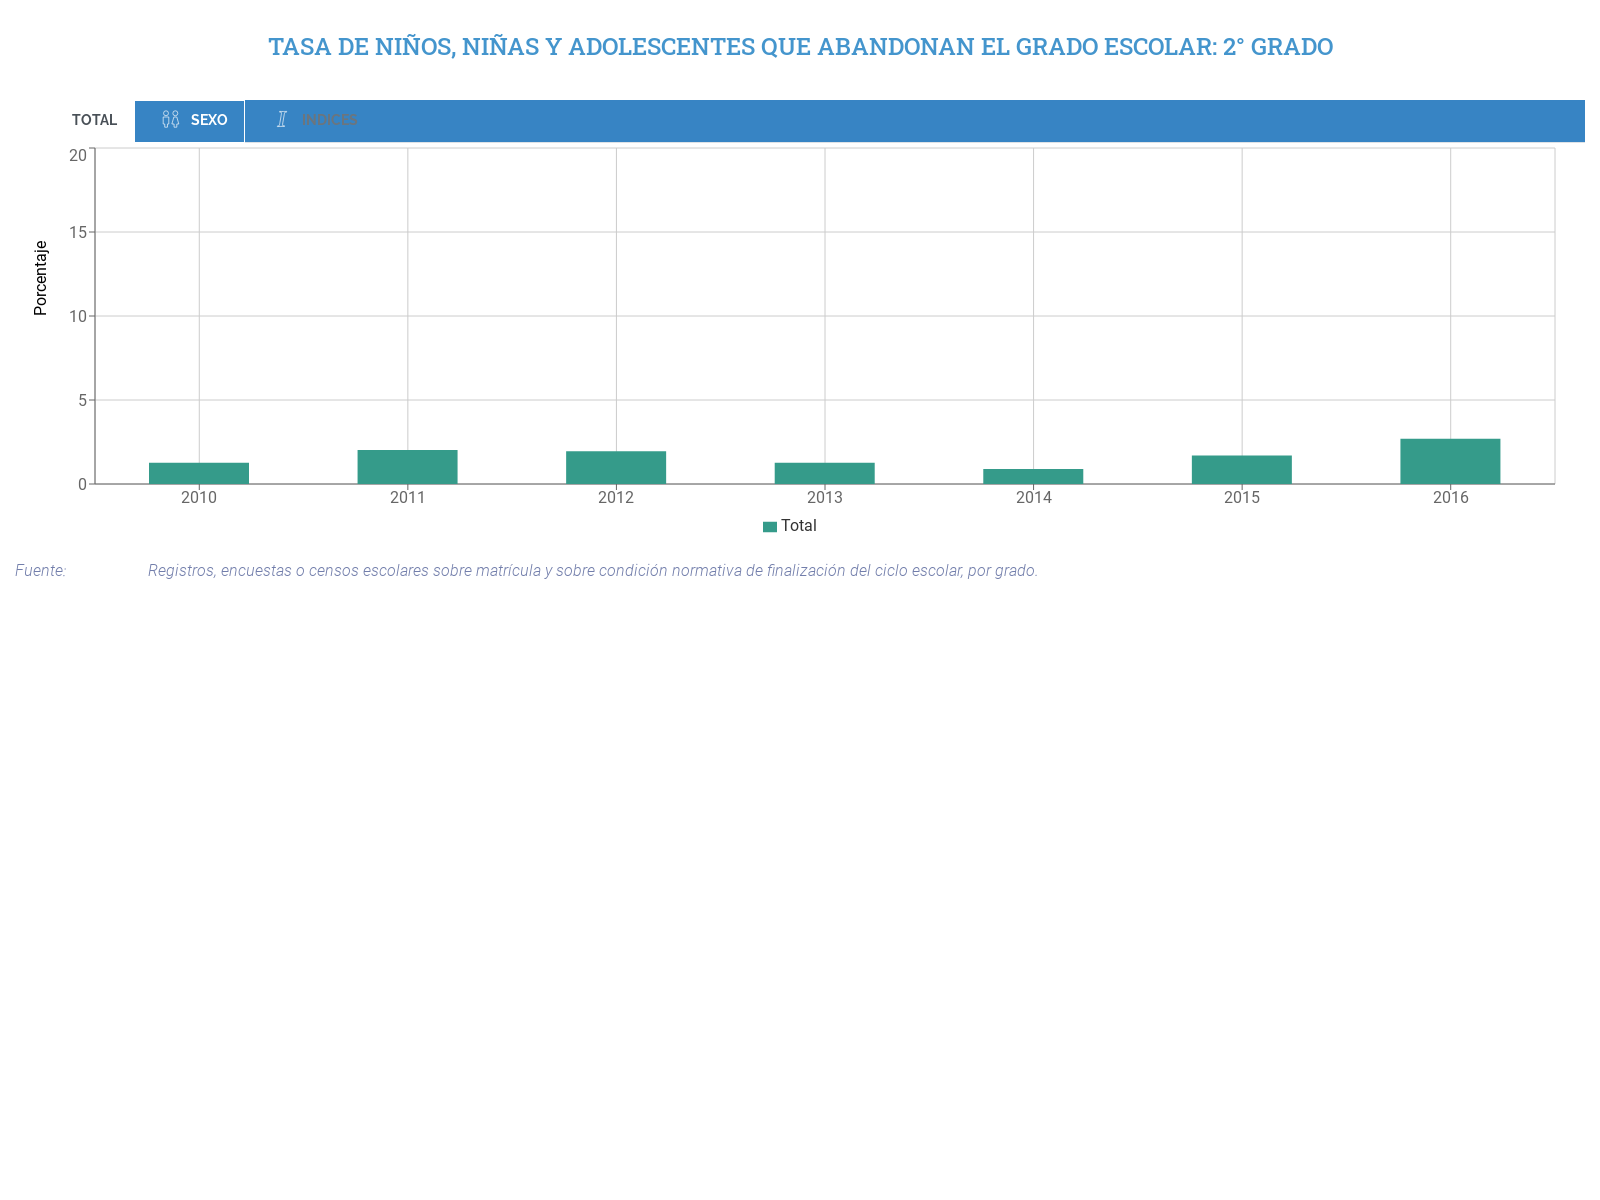 TASA DE NIÑOS, NIÑAS Y ADOLESCENTES QUE ABANDONAN EL GRADO ESCOLAR: 2° GRADO
TOTAL SEXO INDICES
20
15
10
5
0
Porcentaje
2010 2011 2012 2013 2014 2015 2016
Total
Fuente: Registros, encuestas o censos escolares sobre matrícula y sobre condición normativa de finalización del ciclo escolar, por grado.